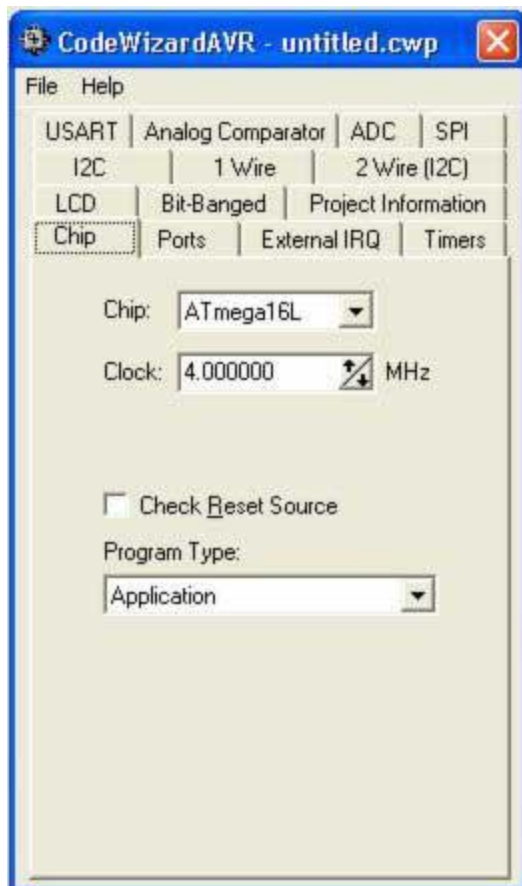 CodeWizardAVR - untitled.cwp
File Help
USART Analog Comparator ADC SPI
I2C 1 Wire 2 Wire (I2C)
LCD Bit-Banged Project Information
Chip Ports External IRQ Timers
Chip: ATmega16L
Clock: 4.000000 MHz
Check Reset Source
Program Type:
Application